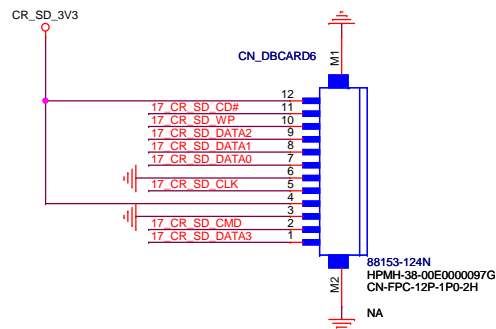 CR_SD_3V3
CN_DBCARD6
M1
12
17_CR_SD_CD# 11
17_CR_SD_WP 10
17_CR_SD_DATA2 9
17_CR_SD_DATA1 8
17_CR_SD_DATA0 7
6
17_CR_SD_CLK 5
4
3
17_CR_SD_CMD 2
17_CR_SD_DATA3 1
M2
88153-124N
HPMH-38-00E0000097G
CN-FPC-12P-1P0-2H
NA